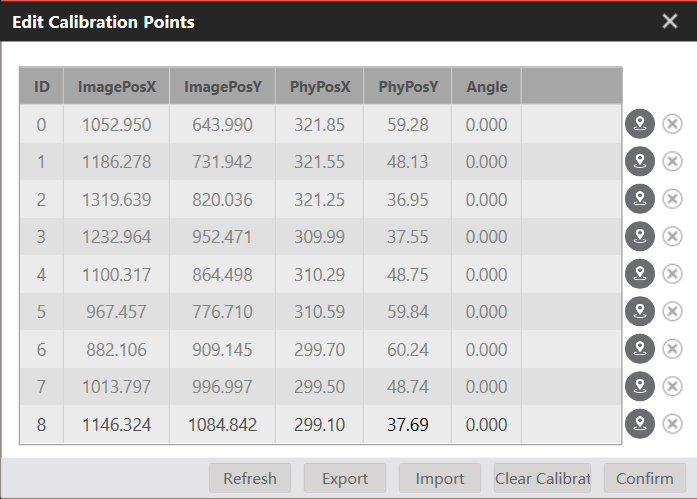 Edit Calibration Points
ID ImagePosX ImagePosY PhyPosX PhyPosY Angle
0 1052.950 643.990 321.85 59.28 0.000
1 1186.278 731.942 321.55 48.13 0.000
2 1319.639 820.036 321.25 36.95 0.000
3 1232.964 952.471 309.99 37.55 0.000
4 1100.317 864.498 310.29 48.75 0.000
5 967.457 776.710 310.59 59.84 0.000
6 882.106 909.145 299.70 60.24 0.000
7 1013.797 996.997 299.50 48.74 0.000
8 1146.324 1084.842 299.10 37.69 0.000
Refresh Export Import Clear Calibrat Confirm